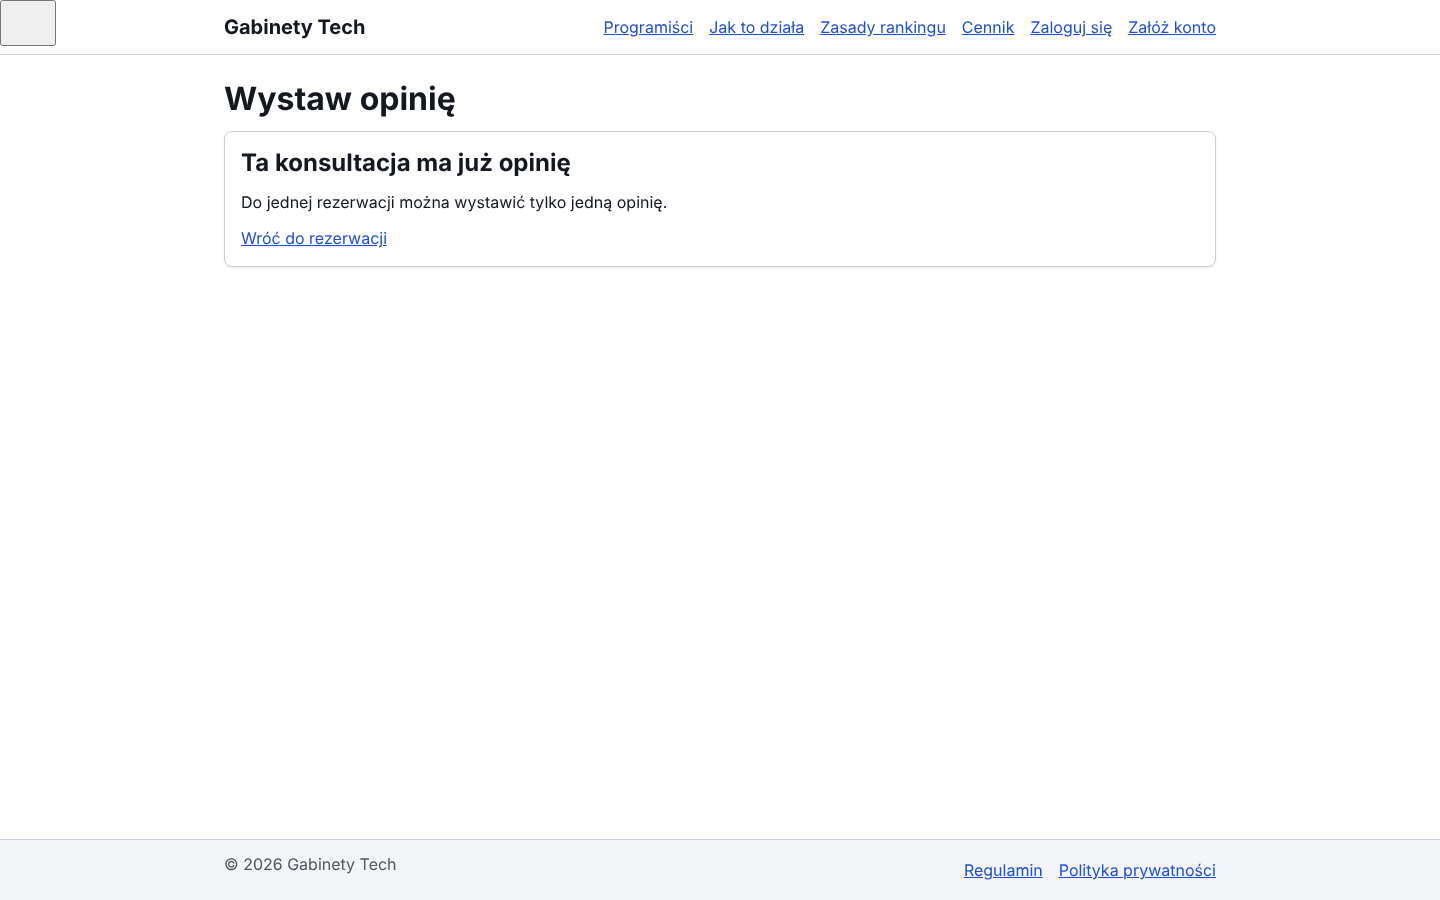 Gabinety Tech
Programiści Jak to działa Zasady rankingu Cennik Zaloguj się Załóż konto
Wystaw opinię
Ta konsultacja ma już opinię
Do jednej rezerwacji można wystawić tylko jedną opinię.
Wróć do rezerwacji
© 2026 Gabinety Tech
Regulamin Polityka prywatności